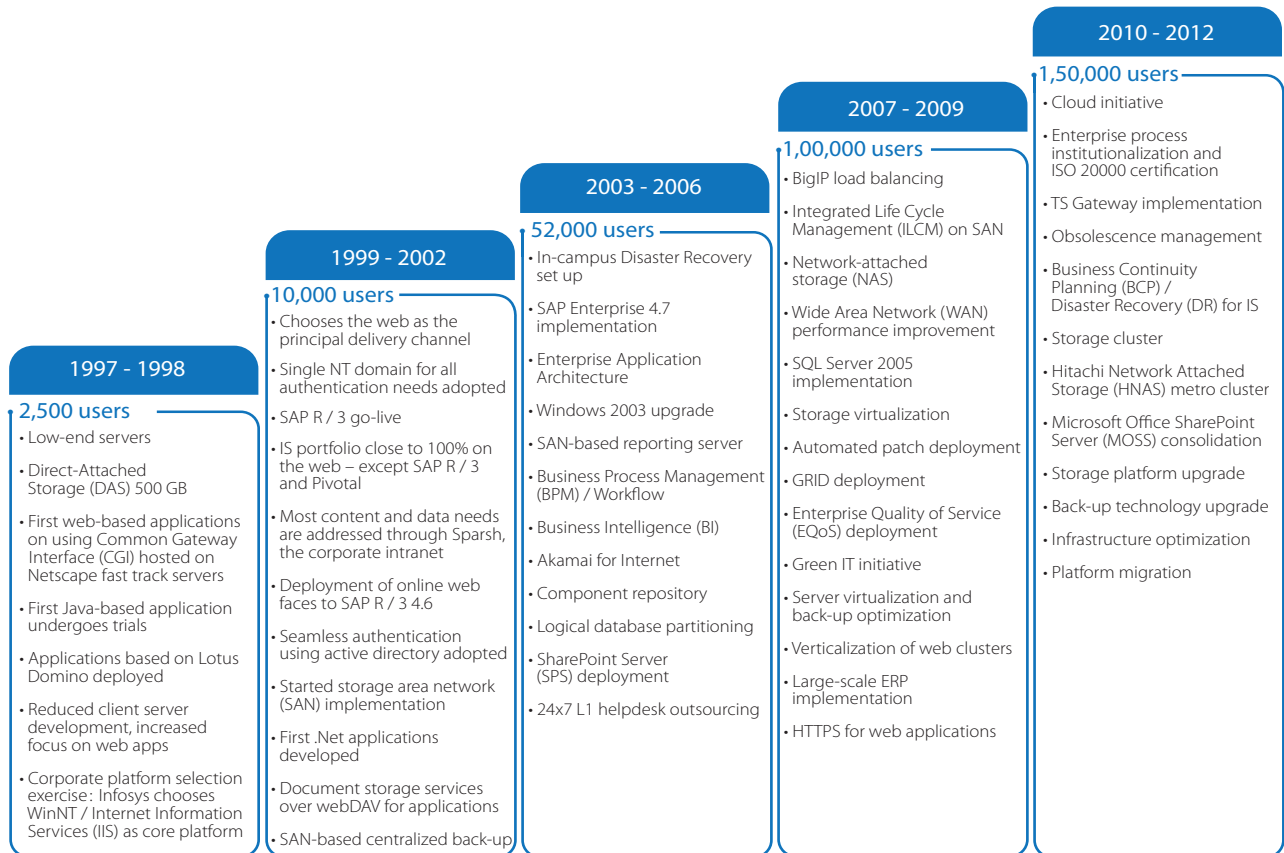 1997 - 1998
2,500 users
• Low-end servers
• Direct-Attached
Storage (DAS) 500 GB
• First web-based applications
on using Common Gateway
Interface (CGI) hosted on
Netscape fast track servers
• First Java-based application
undergoes trials
• Applications based on Lotus
Domino deployed
• Reduced client server
development, increased
focus on web apps
• Corporate platform selection
exercise: Infosys chooses
WinNT / Internet Information
Services (IIS) as core platform
1999 - 2002
10,000 users
• Chooses the web as the
principal delivery channel
• Single NT domain for all
authentication needs adopted
• SAP R / 3 go-live
• IS portfolio close to 100% on
the web – except SAP R / 3
and Pivotal
• Most content and data needs
are addressed through Sparsh,
the corporate intranet
• Deployment of online web
faces to SAP R / 3 4.6
• Seamless authentication
using active directory adopted
• Started storage area network
(SAN) implementation
• First .Net applications
developed
• Document storage services
over webDAV for applications
• SAN-based centralized back-up
2003 - 2006
52,000 users
• In-campus Disaster Recovery
set up
• SAP Enterprise 4.7
implementation
• Enterprise Application
Architecture
• Windows 2003 upgrade
• SAN-based reporting server
• Business Process Management
(BPM) / Workflow
• Business Intelligence (BI)
• Akamai for Internet
• Component repository
• Logical database partitioning
• SharePoint Server
(SPS) deployment
• 24x7 L1 helpdesk outsourcing
2007 - 2009
1,00,000 users
• BigIP load balancing
• Integrated Life Cycle
Management (ILCM) on SAN
• Network-attached
storage (NAS)
• Wide Area Network (WAN)
performance improvement
• SQL Server 2005
implementation
• Storage virtualization
• Automated patch deployment
• GRID deployment
• Enterprise Quality of Service
(EQoS) deployment
• Green IT initiative
• Server virtualization and
back-up optimization
• Verticalization of web clusters
• Large-scale ERP
implementation
• HTTPS for web applications
2010 - 2012
1,50,000 users
• Cloud initiative
• Enterprise process
institutionalization and
ISO 20000 certification
• TS Gateway implementation
• Obsolescence management
• Business Continuity
Planning (BCP) /
Disaster Recovery (DR) for IS
• Storage cluster
• Hitachi Network Attached
Storage (HNAS) metro cluster
• Microsoft Office SharePoint
Server (MOSS) consolidation
• Storage platform upgrade
• Back-up technology upgrade
• Infrastructure optimization
• Platform migration